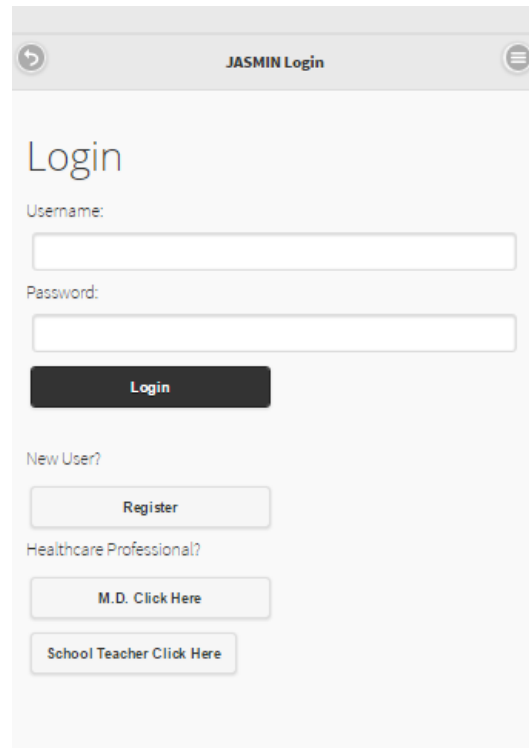 JASMIN Login
Login
Username:
Password:
Login
New User?
Register
Healthcare Professional?
M.D. Click Here
School Teacher Click Here